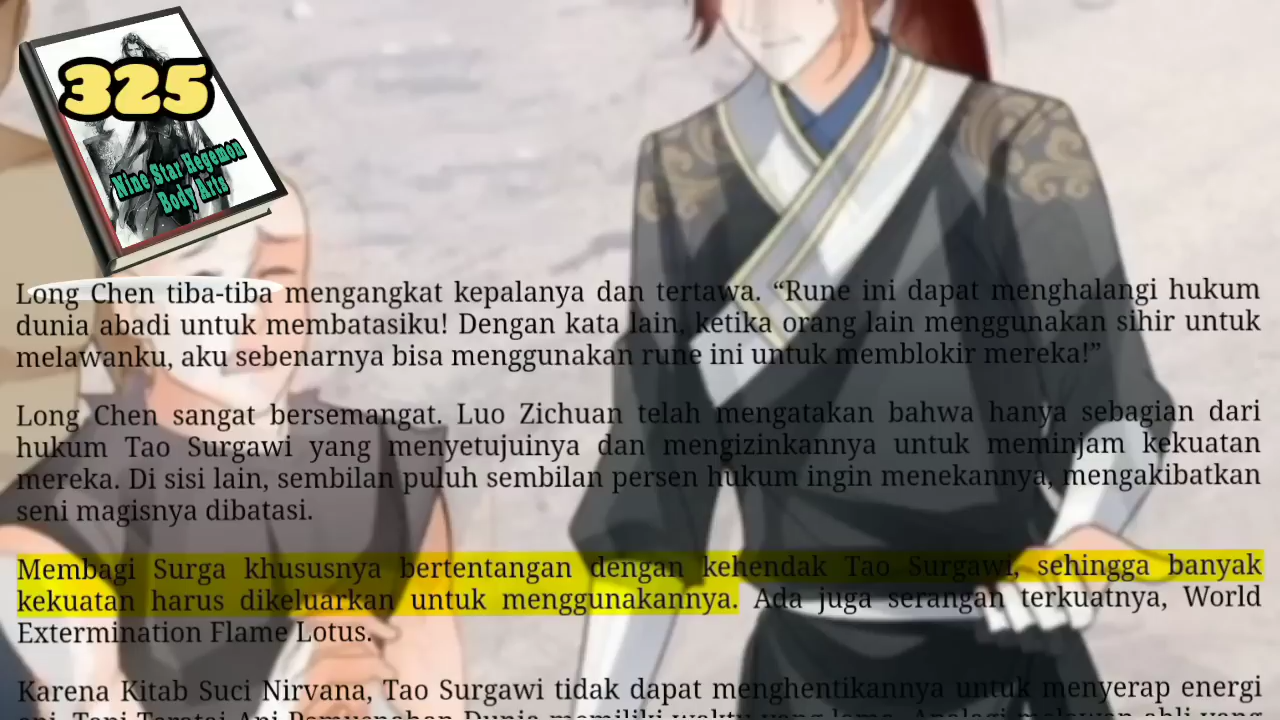 325
Nine Star Hegemon
Body Arts
Long Chen tiba-tiba mengangkat kepalanya dan tertawa. “Rune ini dapat menghalangi hukum
dunia abadi untuk membatasiku! Dengan kata lain, ketika orang lain menggunakan sihir untuk
melawanku, aku sebenarnya bisa menggunakan rune ini untuk memblokir mereka!”
Long Chen sangat bersemangat. Luo Zichuan telah mengatakan bahwa hanya sebagian dari
hukum Tao Surgawi yang menyetujuinya dan mengizinkannya untuk meminjam kekuatan
mereka. Di sisi lain, sembilan puluh sembilan persen hukum ingin menekannya, mengakibatkan
seni magisnya dibatasi.
Membagi Surga khususnya bertentangan dengan kehendak Tao Surgawi, sehingga banyak
kekuatan harus dikeluarkan untuk menggunakannya. Ada juga serangan terkuatnya, World
Extermination Flame Lotus.
Karena Kitab Suci Nirvana, Tao Surgawi tidak dapat menghentikannya untuk menyerap energi